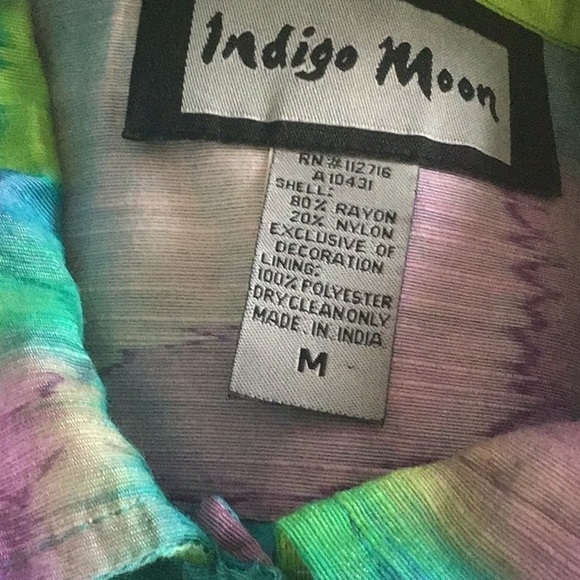 Indigo Moon
RN#112716
A10431
SHELL:
80% RAYON
20% NYLON
EXCLUSIVE OF
DECORATION
LINING:
100% POLYESTER
DRYCLEAN ONLY
MADE IN INDIA
M